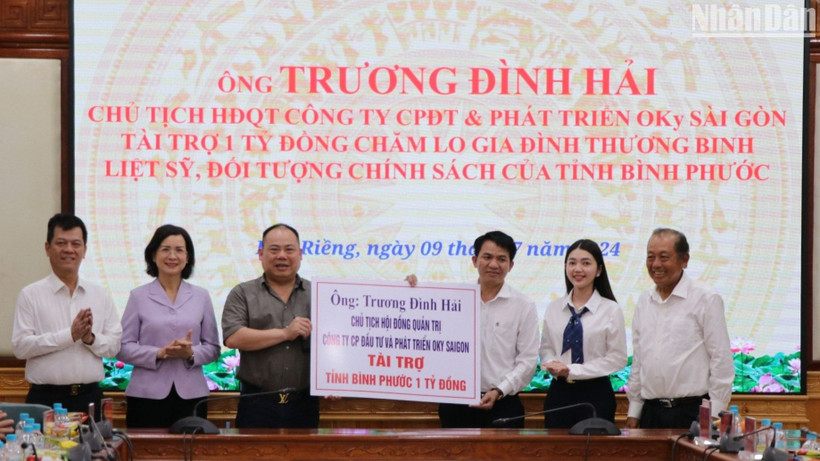 NhânDân
ÔNG TRƯƠNG ĐÌNH HẢI
CHỦ TỊCH HĐQT CÔNG TY CPĐT & PHÁT TRIỂN OKy SÀI GÒN
TÀI TRỢ 1 TỶ ĐỒNG CHĂM LO GIA ĐÌNH THƯƠNG BINH
LIỆT SỸ, ĐỐI TƯỢNG CHÍNH SÁCH CỦA TỈNH BÌNH PHƯỚC
Riềng, ngày 09 7 năm 24
Ông: Trương Đình Hải
CHỦ TỊCH HỘI ĐỒNG QUẢN TRỊ
CÔNG TY CP ĐẦU TƯ VÀ PHÁT TRIỂN OKY SAIGON
TÀI TRỢ
TỈNH BÌNH PHƯỚC 1 TỶ ĐỒNG